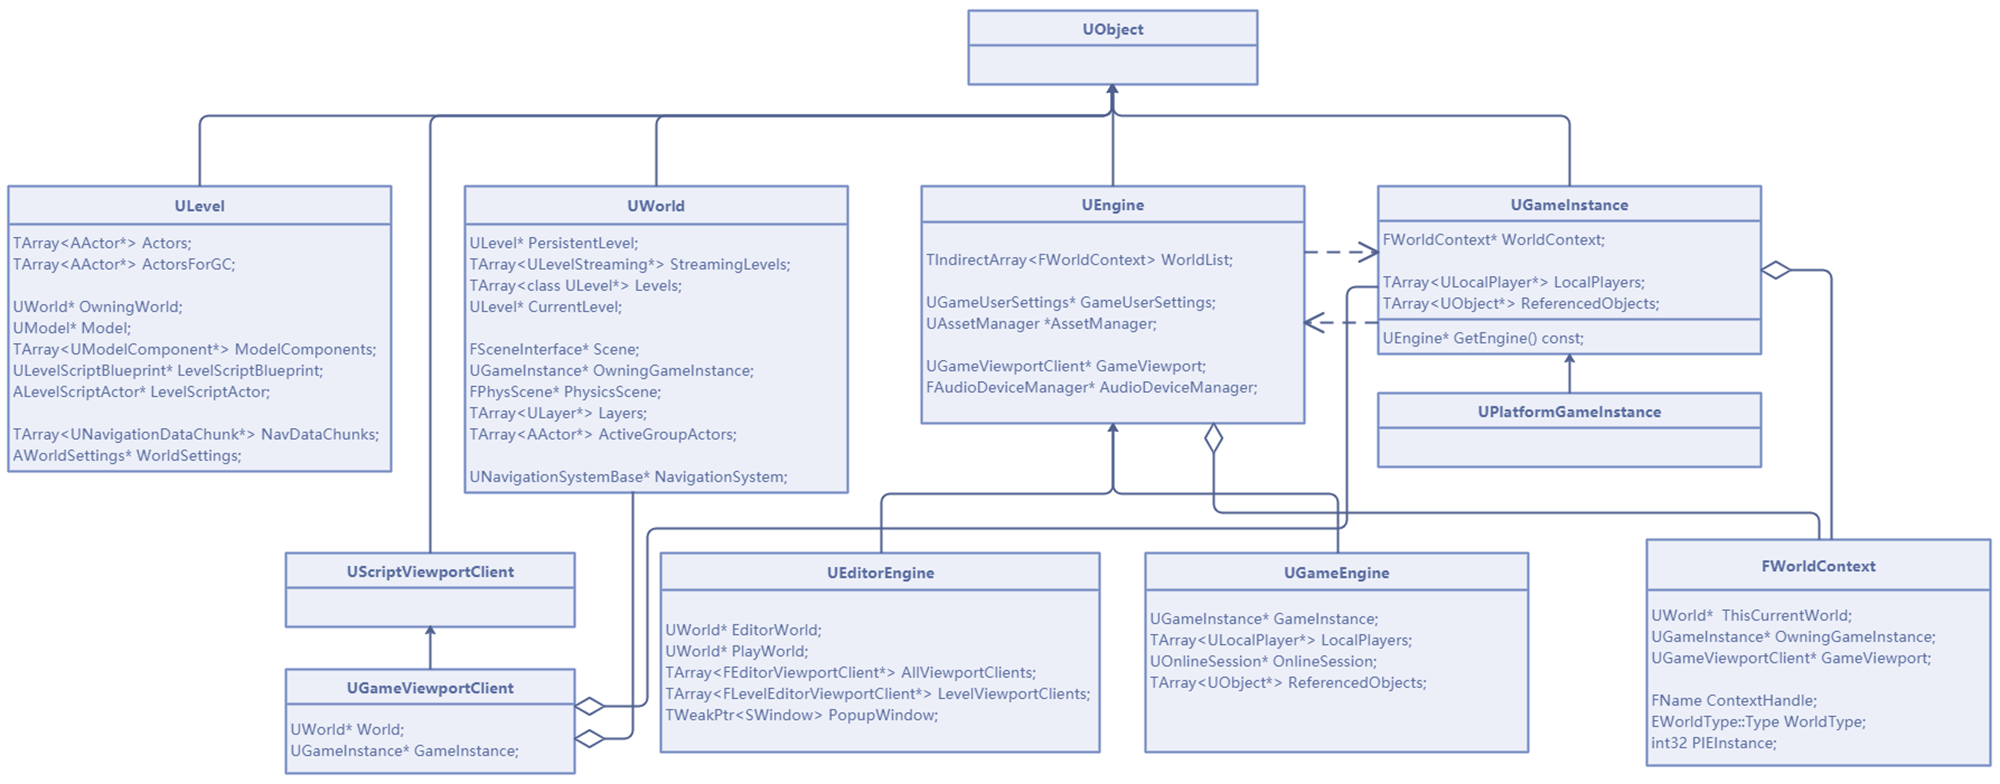 UObject
ULevel
TArray<AActor*> Actors;
TArray<AActor*> ActorsForGC;
UWorld* OwningWorld;
UModel* Model;
TArray<UModelComponent*> ModelComponents;
ULevelScriptBlueprint* LevelScriptBlueprint;
ALevelScriptActor* LevelScriptActor;
TArray<UNavigationDataChunk*> NavDataChunks;
AWorldSettings* WorldSettings;
UWorld
ULevel* PersistentLevel;
TArray<ULevelStreaming*> StreamingLevels;
TArray<class ULevel*> Levels;
ULevel* CurrentLevel;
FSceneInterface* Scene;
UGameInstance* OwningGameInstance;
FPhysScene* PhysicsScene;
TArray<ULayer*> Layers;
TArray<AActor*> ActiveGroupActors;
UNavigationSystemBase* NavigationSystem;
UEngine
TIndirectArray<FWorldContext> WorldList;
UGameUserSettings* GameUserSettings;
UAssetManager *AssetManager;
UGameViewportClient* GameViewport;
FAudioDeviceManager* AudioDeviceManager;
UGameInstance
FWorldContext* WorldContext;
TArray<ULocalPlayer*> LocalPlayers;
TArray<UObject*> ReferencedObjects;
UEngine* GetEngine() const;
UPlatformGameInstance
UScriptViewportClient
UGameViewportClient
UWorld* World;
UGameInstance* GameInstance;
UEditorEngine
UWorld* EditorWorld;
UWorld* PlayWorld;
TArray<FEditorViewportClient*> AllViewportClients;
TArray<FLevelEditorViewportClient*> LevelViewportClients;
TWeakPtr<SWindow> PopupWindow;
UGameEngine
UGameInstance* GameInstance;
TArray<ULocalPlayer*> LocalPlayers;
UOnlineSession* OnlineSession;
TArray<UObject*> ReferencedObjects;
FWorldContext
UWorld*  ThisCurrentWorld;
UGameInstance* OwningGameInstance;
UGameViewportClient* GameViewport;
FName ContextHandle;
EWorldType::Type WorldType;
int32 PIEInstance;